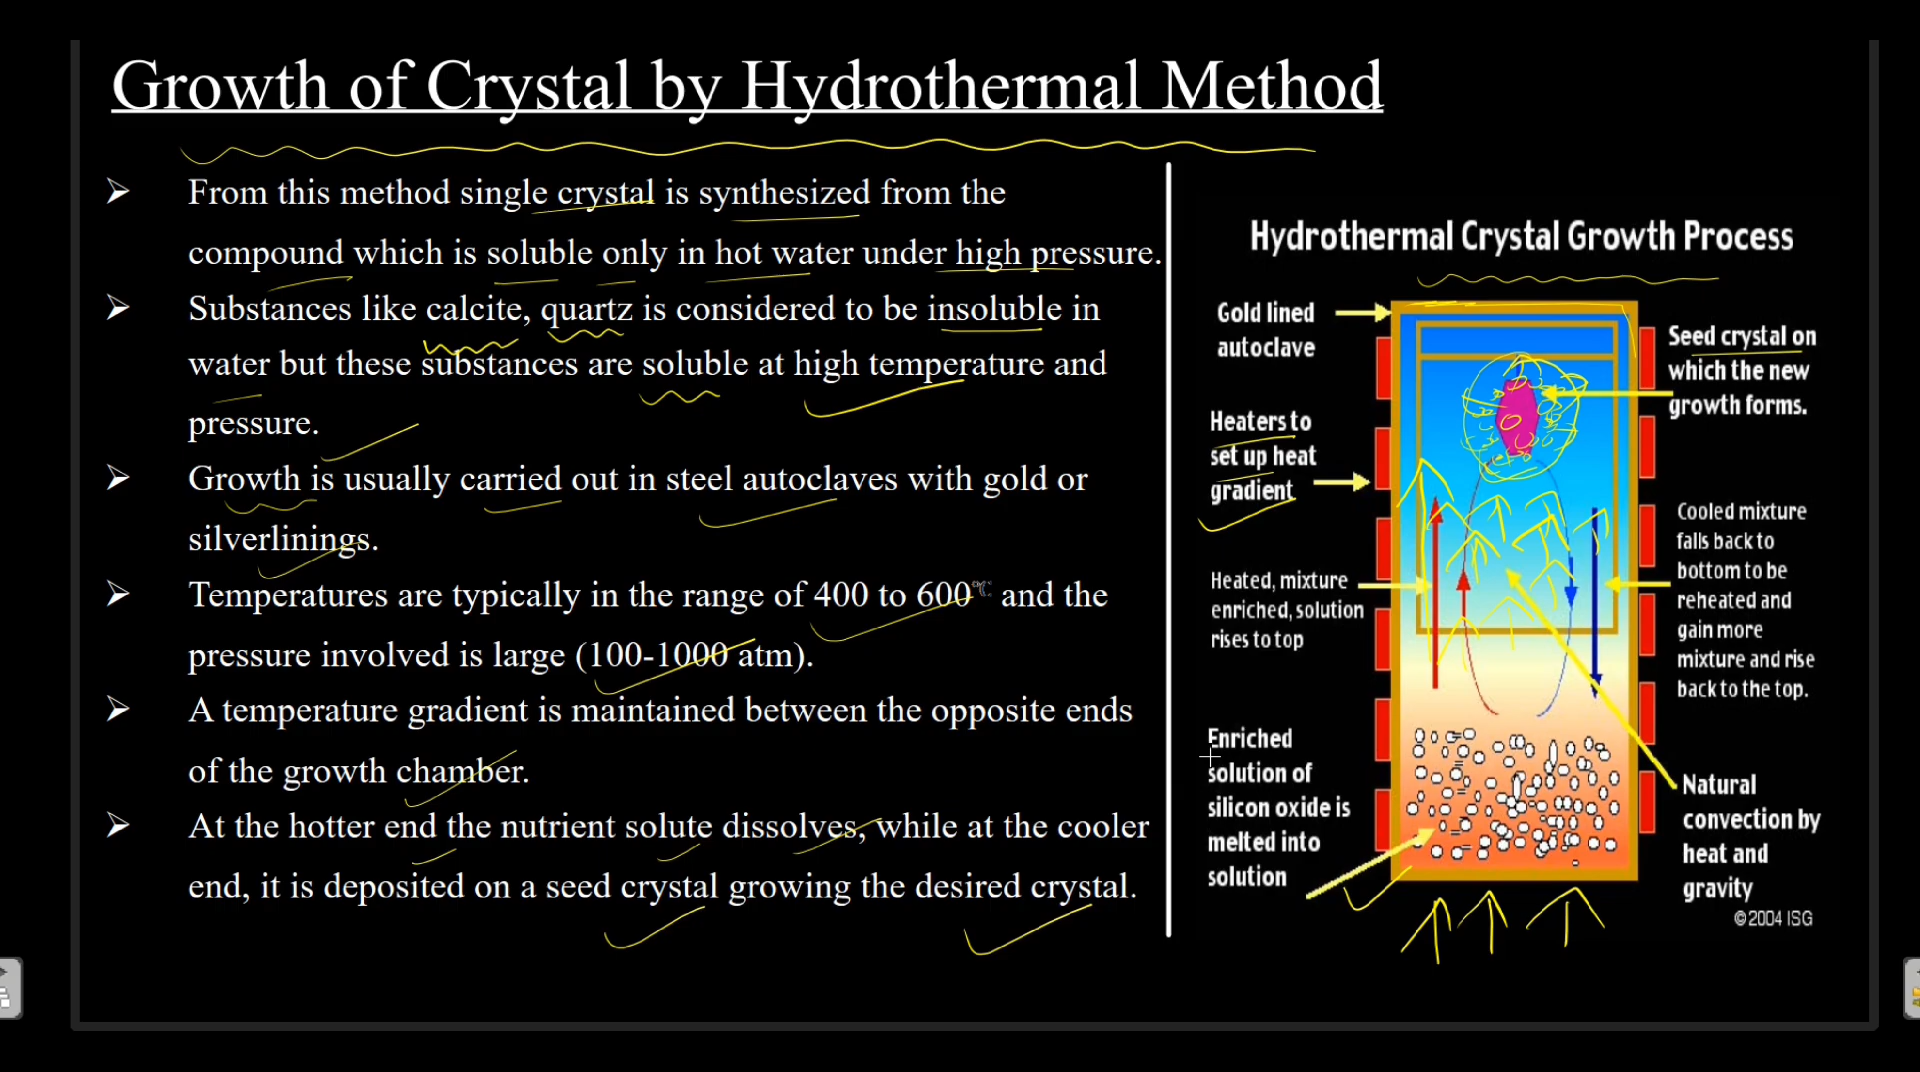 Growth of Crystal by Hydrothermal Method
➢ From this method single crystal is synthesized from the
compound which is soluble only in hot water under high pressure.
➢ Substances like calcite, quartz is considered to be insoluble in
water but these substances are soluble at high temperature and
pressure.
➢ Growth is usually carried out in steel autoclaves with gold or
silverlinings.
➢ Temperatures are typically in the range of 400 to 600℃ and the
pressure involved is large (100-1000 atm).
➢ A temperature gradient is maintained between the opposite ends
of the growth chamber.
➢ At the hotter end the nutrient solute dissolves, while at the cooler
end, it is deposited on a seed crystal growing the desired crystal.
Hydrothermal Crystal Growth Process
Gold lined
autoclave
Heaters to
set up heat
gradient
Heated, mixture
enriched, solution
rises to top
Enriched
solution of
silicon oxide is
melted into
solution
Seed crystal on
which the new
growth forms.
Cooled mixture
falls back to
bottom to be
reheated and
gain more
mixture and rise
back to the top.
Natural
convection by
heat and
gravity
©2004 ISG